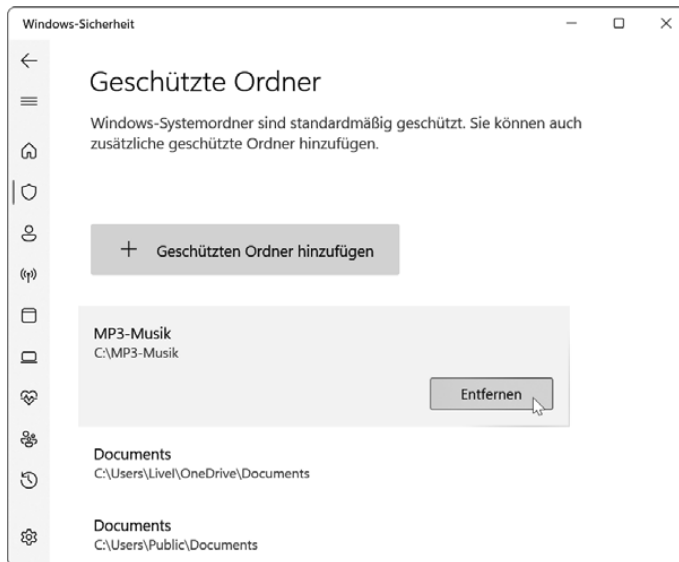 Windows-Sicherheit
Geschützte Ordner
Windows-Systemordner sind standardmäßig geschützt. Sie können auch
zusätzliche geschützte Ordner hinzufügen.
Geschützten Ordner hinzufügen
MP3-Musik
C:\MP3-Musik
Entfernen
Documents
C:\Users\Livel\OneDrive\Documents
Documents
C:\Users\Public\Documents